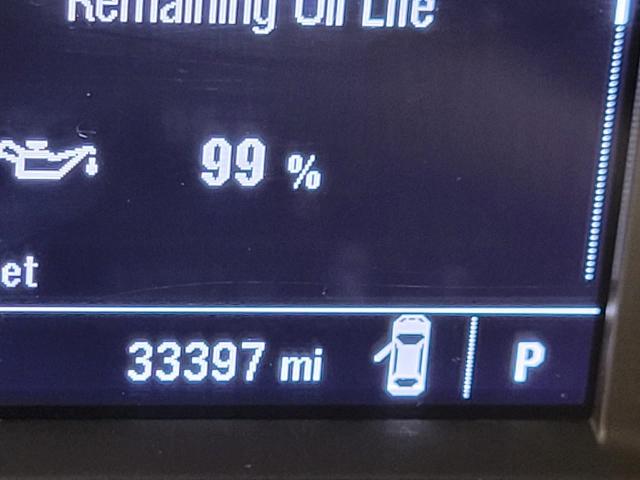 Remaining Oil Life
99 %
et
33397 mi
P